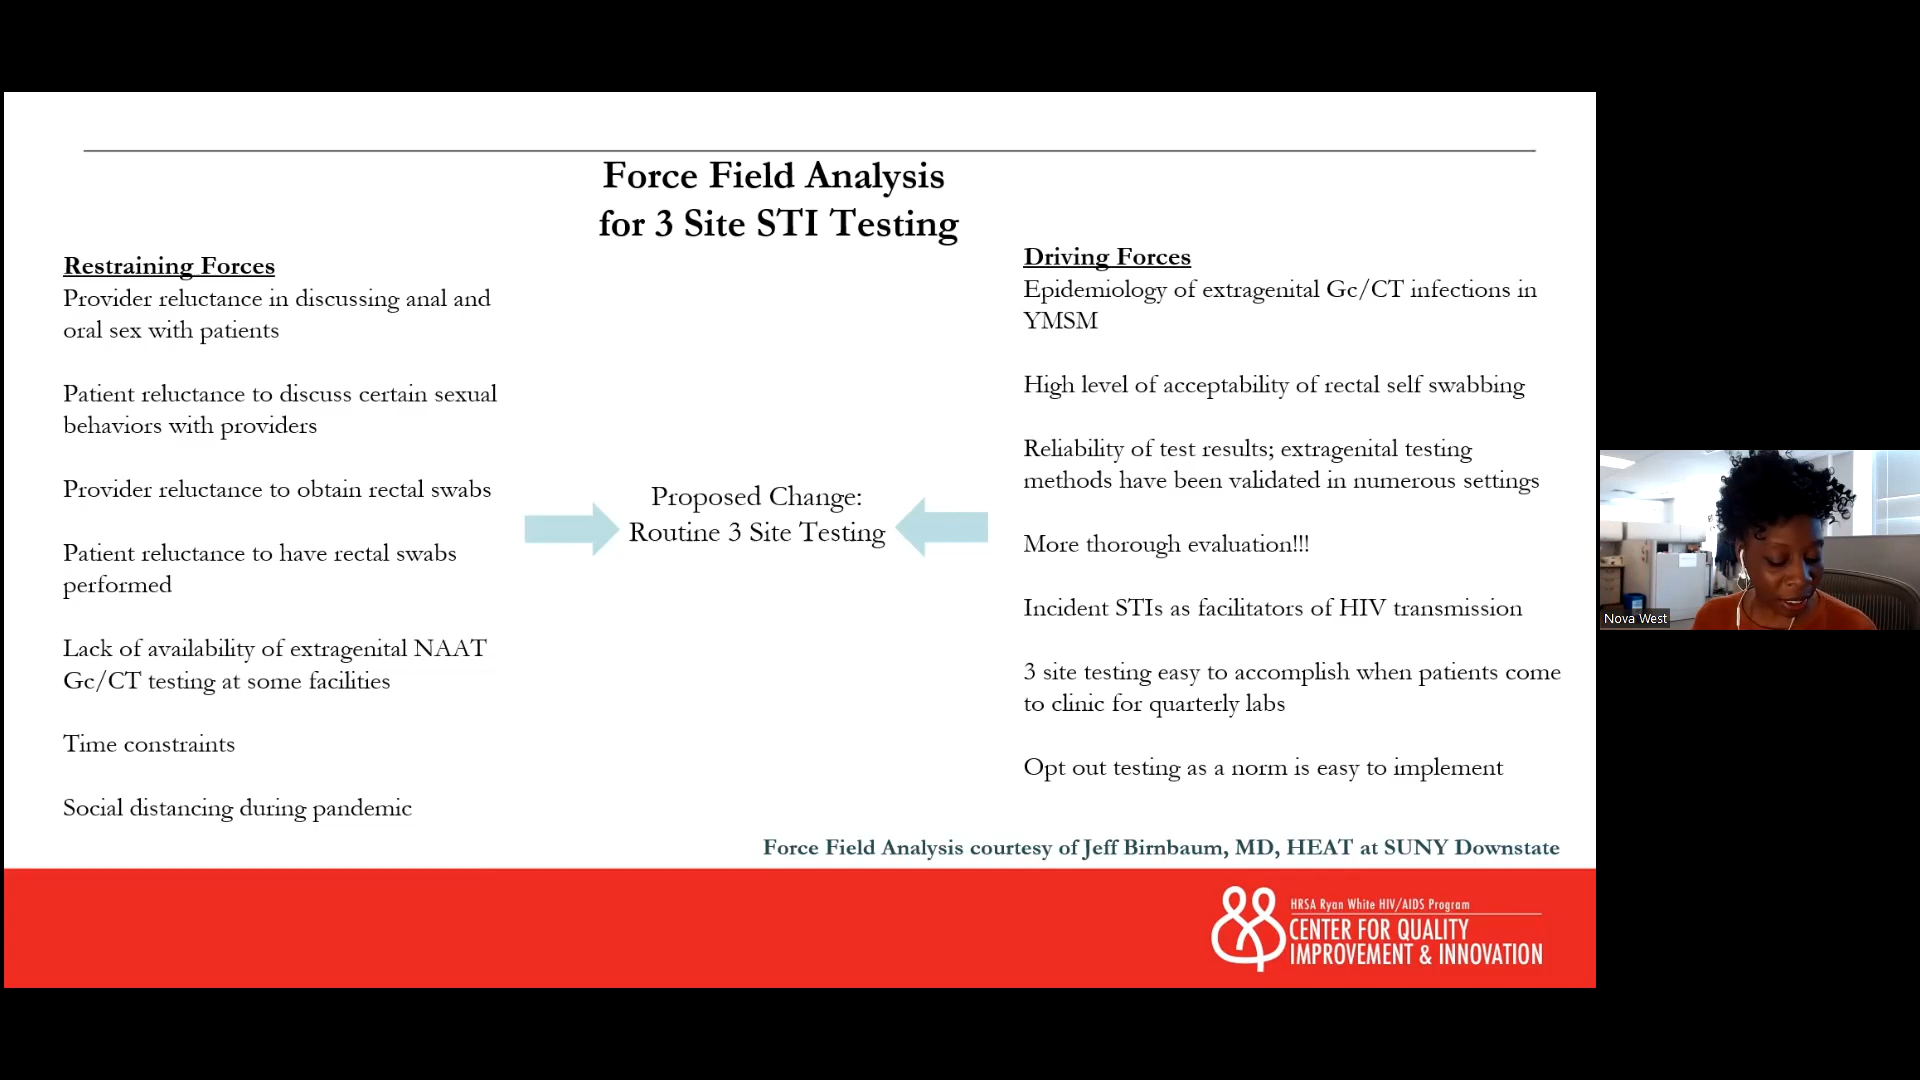 Force Field Analysis
for 3 Site STI Testing
Restraining Forces
Provider reluctance in discussing anal and
oral sex with patients
Patient reluctance to discuss certain sexual
behaviors with providers
Provider reluctance to obtain rectal swabs
Patient reluctance to have rectal swabs
performed
Lack of availability of extragenital NAAT
Gc/CT testing at some facilities
Time constraints
Social distancing during pandemic
Proposed Change:
Routine 3 Site Testing
Driving Forces
Epidemiology of extragenital Gc/CT infections in
YMSM
High level of acceptability of rectal self swabbing
Reliability of test results; extragenital testing
methods have been validated in numerous settings
More thorough evaluation!!!
Incident STIs as facilitators of HIV transmission
3 site testing easy to accomplish when patients come
to clinic for quarterly labs
Opt out testing as a norm is easy to implement
Force Field Analysis courtesy of Jeff Birnbaum, MD, HEAT at SUNY Downstate
HRSA Ryan White HIV/AIDS Program
CENTER FOR QUALITY
IMPROVEMENT & INNOVATION
Nova West